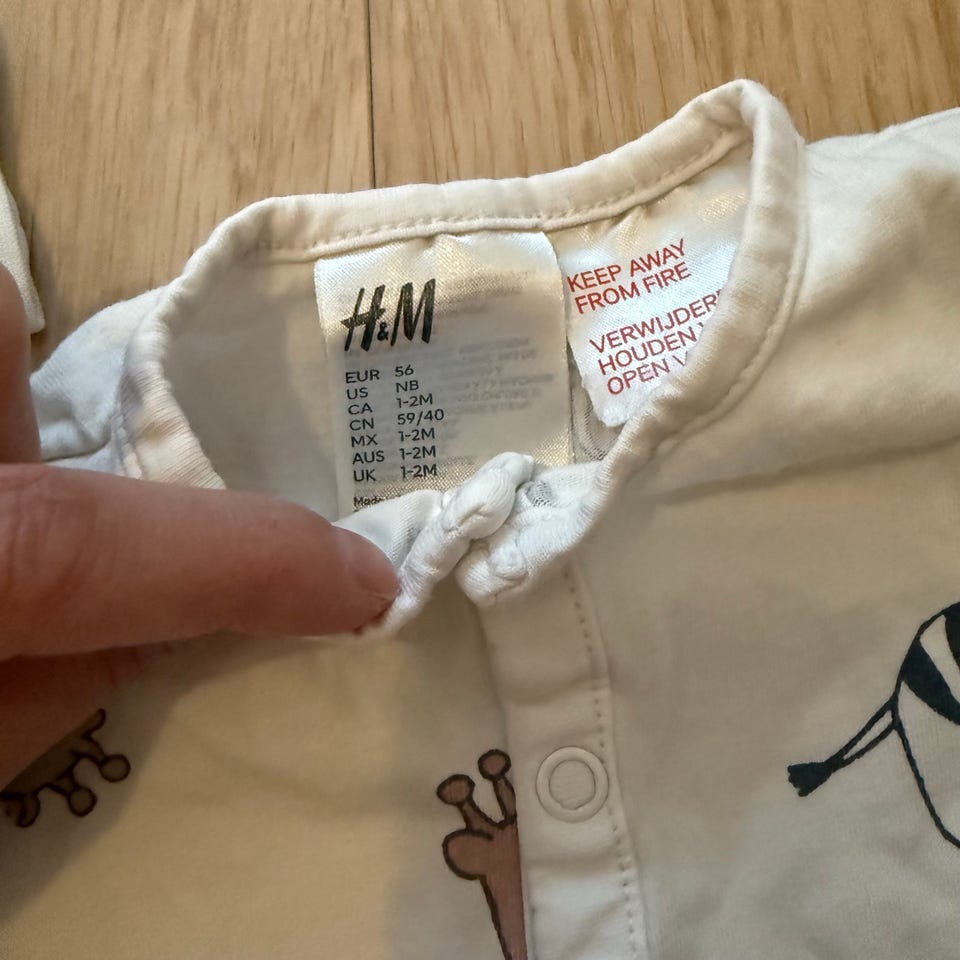 H&M
EUR 56
US NB
CA 1-2M
CN 59/40
MX 1-2M
AUS 1-2M
UK 1-2M
Made
KEEP AWAY
FROM FIRE
HOUDEN
OPEN